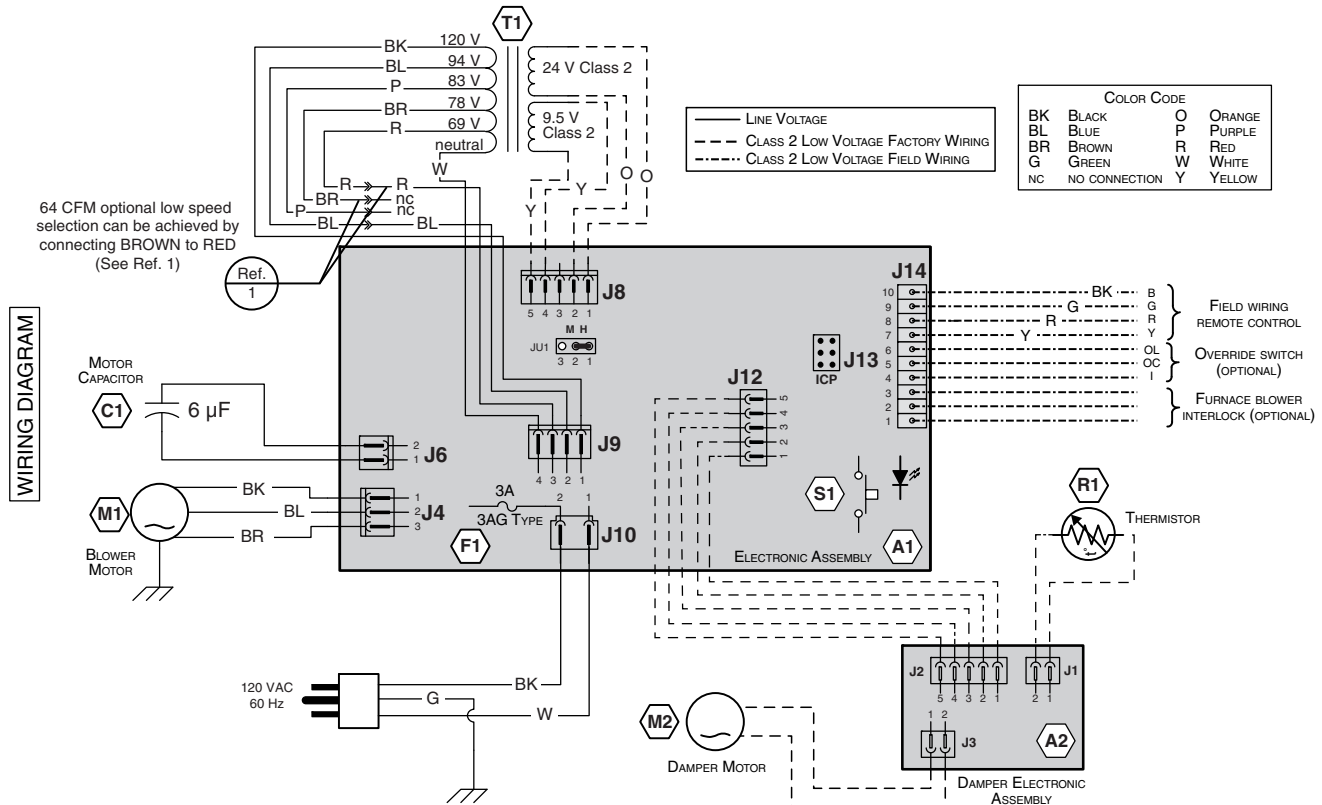 T1
120 V
BK
94 V
BL
83 V
P
78 V
BR
69 V
R
neutral
W
24 V Class 2
9.5 V
Class 2
O
O
Y
Y
LINE VOLTAGE
CLASS 2 LOW VOLTAGE FACTORY WIRING
CLASS 2 LOW VOLTAGE FIELD WIRING
COLOR CODE
BK BLACK O ORANGE
BL BLUE P PURPLE
BR BROWN R RED
G GREEN W WHITE
NC NO CONNECTION Y YELLOW
R R
BR nc
P nc
BL BL
64 CFM optional low speed
selection can be achieved by
connecting BROWN to RED
(See Ref. 1)
Ref.
1
WIRING DIAGRAM
J8
5 4 3 2 1
M H
JU1
3 2 1
J14
10
9
8
7
6
5
4
3
2
1
BK B
G G
R R
Y Y
OL
OC
I
FIELD WIRING
REMOTE CONTROL
OVERRIDE SWITCH
(OPTIONAL)
FURNACE BLOWER
INTERLOCK (OPTIONAL)
J13
ICP
J12
5
4
3
2
1
MOTOR
CAPACITOR
C1
6 µF
2
1
J6
J9
4 3 2 1
M1
BLOWER
MOTOR
BK
BL
BR
1
2
3
J4
3A
3AG TYPE
F1
2 1
J10
S1
A1
ELECTRONIC ASSEMBLY
R1
THERMISTOR
t°
120 VAC
60 Hz
BK
G
W
M2
DAMPER MOTOR
J2
5 4 3 2 1
J1
2 1
1 2
J3
A2
DAMPER ELECTRONIC
ASSEMBLY